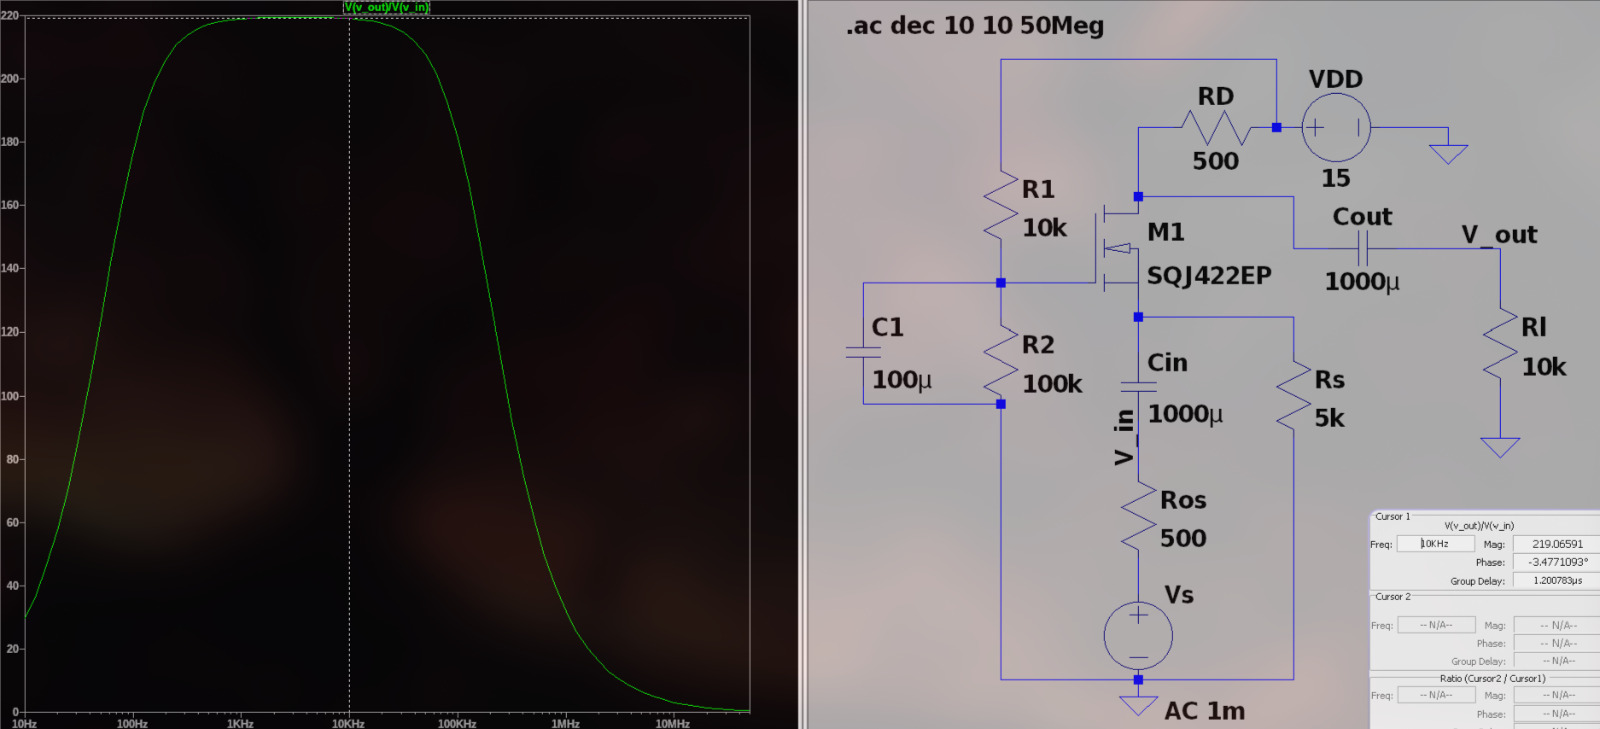 V(v_out)/V(v_in)
220
200
180
160
140
120
100
80
60
40
20
0
10Hz 100Hz 1KHz 10KHz 100KHz 1MHz 10MHz
.ac dec 10 10 50Meg
VDD
RD
500
15
R1
10k
M1
SQJ422EP
Cout
1000µ
V_out
C1
100µ
R2
100k
Cin
1000µ
V_in
Rs
5k
Rl
10k
Ros
500
Vs
AC 1m
Cursor 1
V(v_out)/V(v_in)
Freq: 10KHz Mag: 219.06591
Phase: -3.4771093°
Group Delay: 1.200783µs
Cursor 2
Freq: -- N/A-- Mag: -- N/A--
Phase: -- N/A--
Group Delay: -- N/A--
Ratio (Cursor2 / Cursor1)
Freq: -- N/A-- Mag: -- N/A--
Phase: -- N/A--